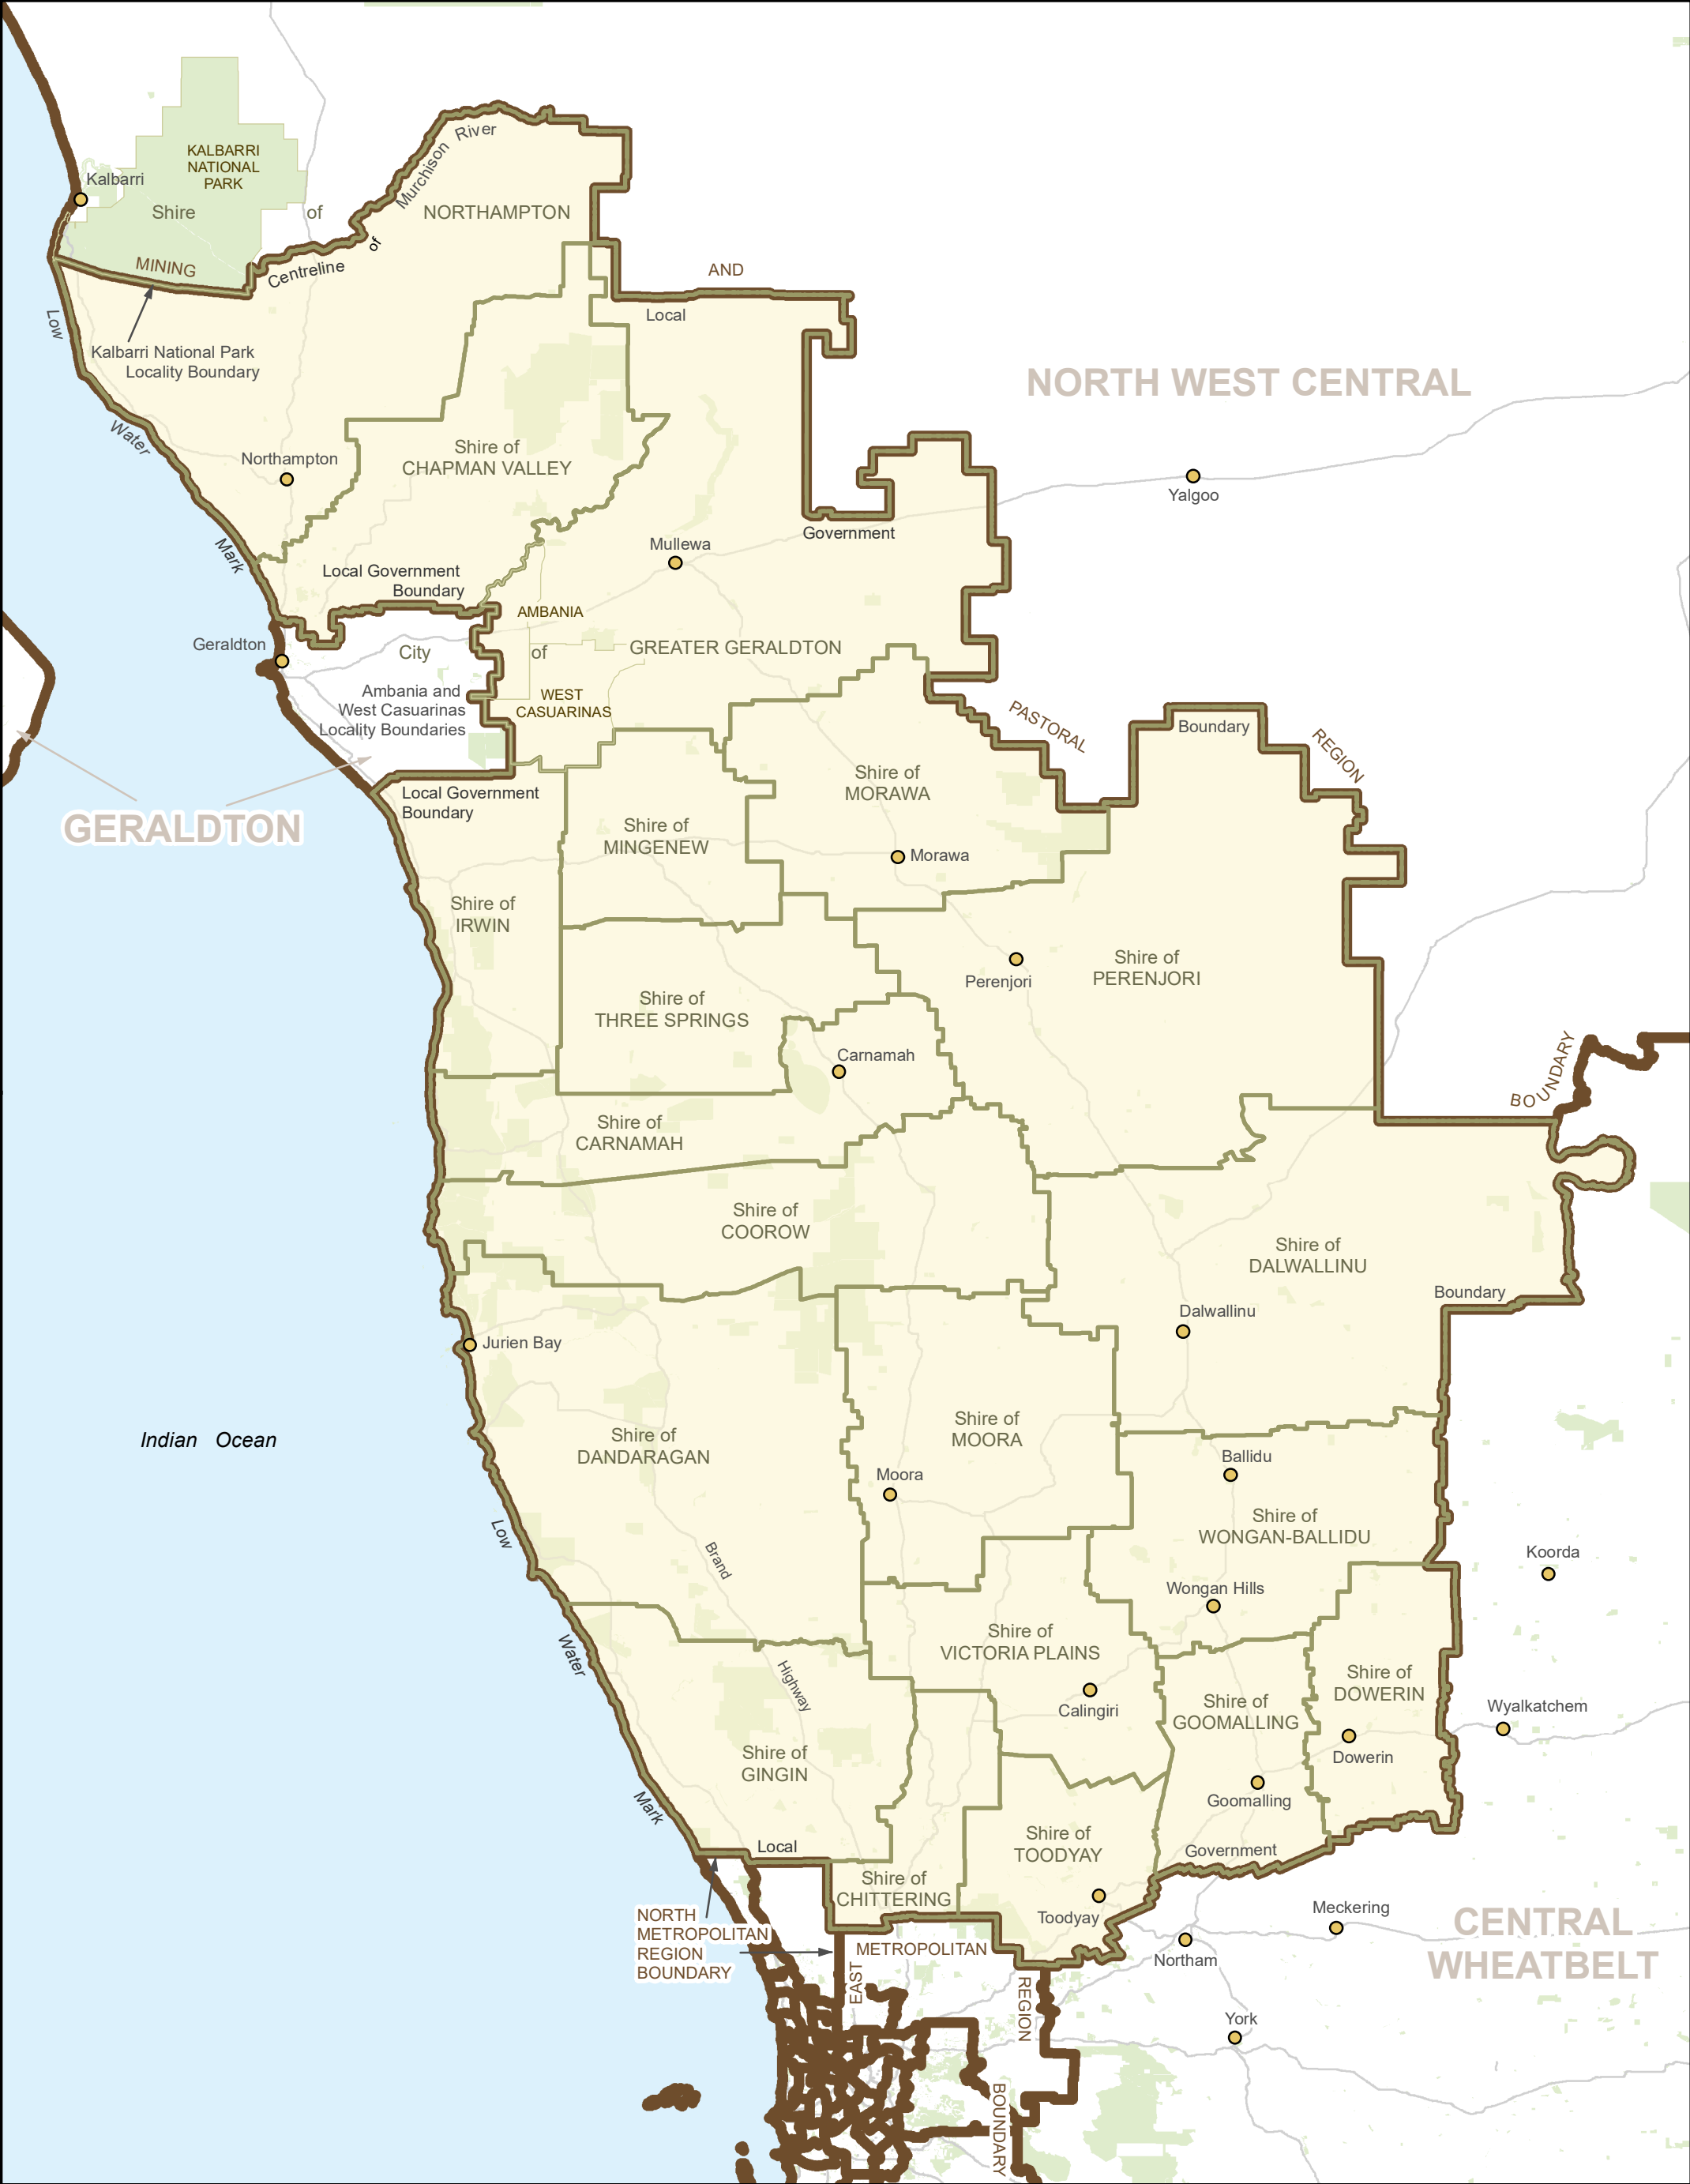 KALBARRI
NATIONAL
PARK
Kalbarri
Shire of NORTHAMPTON
Murchison River
of
Centreline
MINING
AND
Local
Low
Kalbarri National Park
Locality Boundary
NORTH WEST CENTRAL
Water
Northampton
Shire of
CHAPMAN VALLEY
Yalgoo
Government
Mark
Mullewa
Local Government
Boundary
AMBANIA
Geraldton
City of GREATER GERALDTON
Ambania and
West Casuarinas
Locality Boundaries
WEST
CASUARINAS
PASTORAL
Boundary
REGION
GERALDTON
Local Government
Boundary
Shire of
MORAWA
Shire of
MINGENEW
Morawa
Shire of
IRWIN
Perenjori
Shire of
PERENJORI
Shire of
THREE SPRINGS
Carnamah
BOUNDARY
Shire of
CARNAMAH
Shire of
COOROW
Shire of
DALWALLINU
Boundary
Dalwallinu
Jurien Bay
Indian Ocean
Shire of
DANDARAGAN
Shire of
MOORA
Moora
Ballidu
Shire of
WONGAN-BALLIDU
Low
Brand
Koorda
Wongan Hills
Water
Shire of
VICTORIA PLAINS
Highway
Calingiri
Shire of
GOOMALLING
Shire of
DOWERIN
Wyalkatchem
Dowerin
Shire of
GINGIN
Goomalling
Mark
Local
Shire of
TOODYAY
Government
Shire of
CHITTERING
Toodyay
Meckering
NORTH
METROPOLITAN
REGION
BOUNDARY
METROPOLITAN
EAST
REGION
BOUNDARY
Northam
CENTRAL
WHEATBELT
York